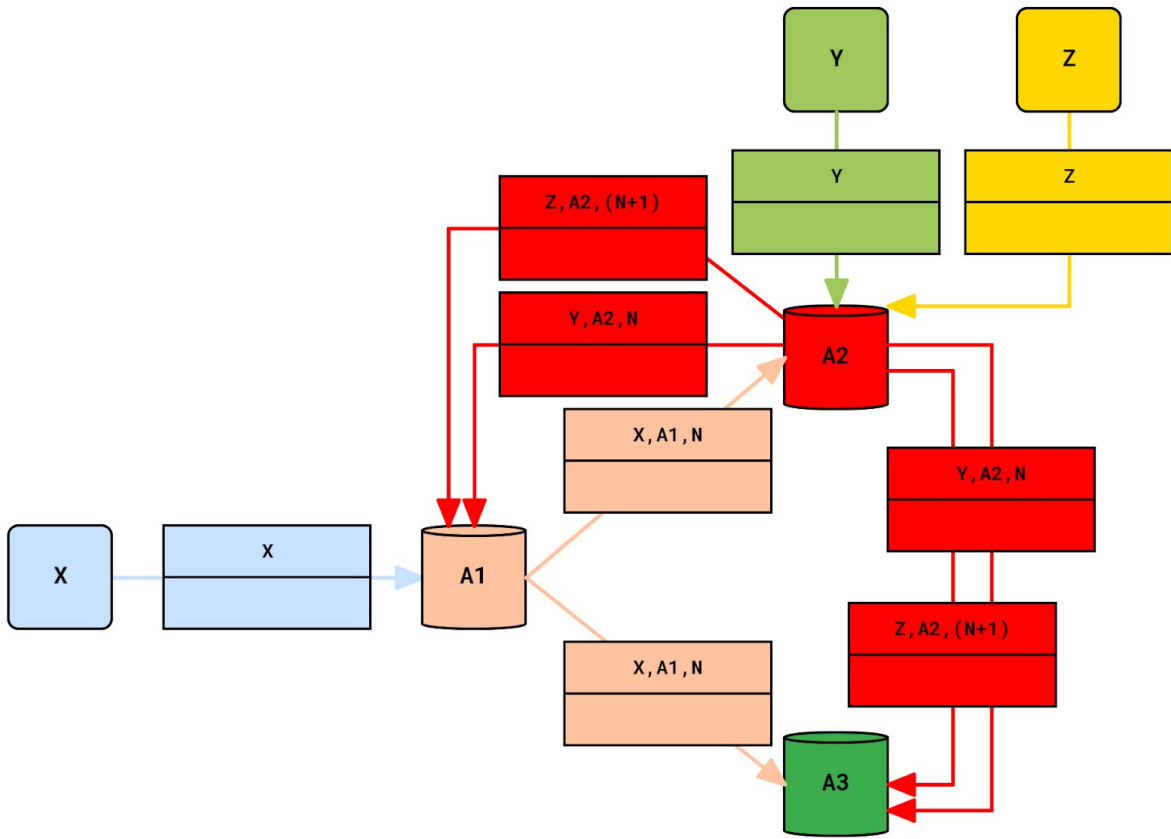 Y
Z
Y
Z
Z,A2,(N+1)
Y,A2,N
A2
X,A1,N
Y,A2,N
X
X
A1
Z,A2,(N+1)
X,A1,N
A3